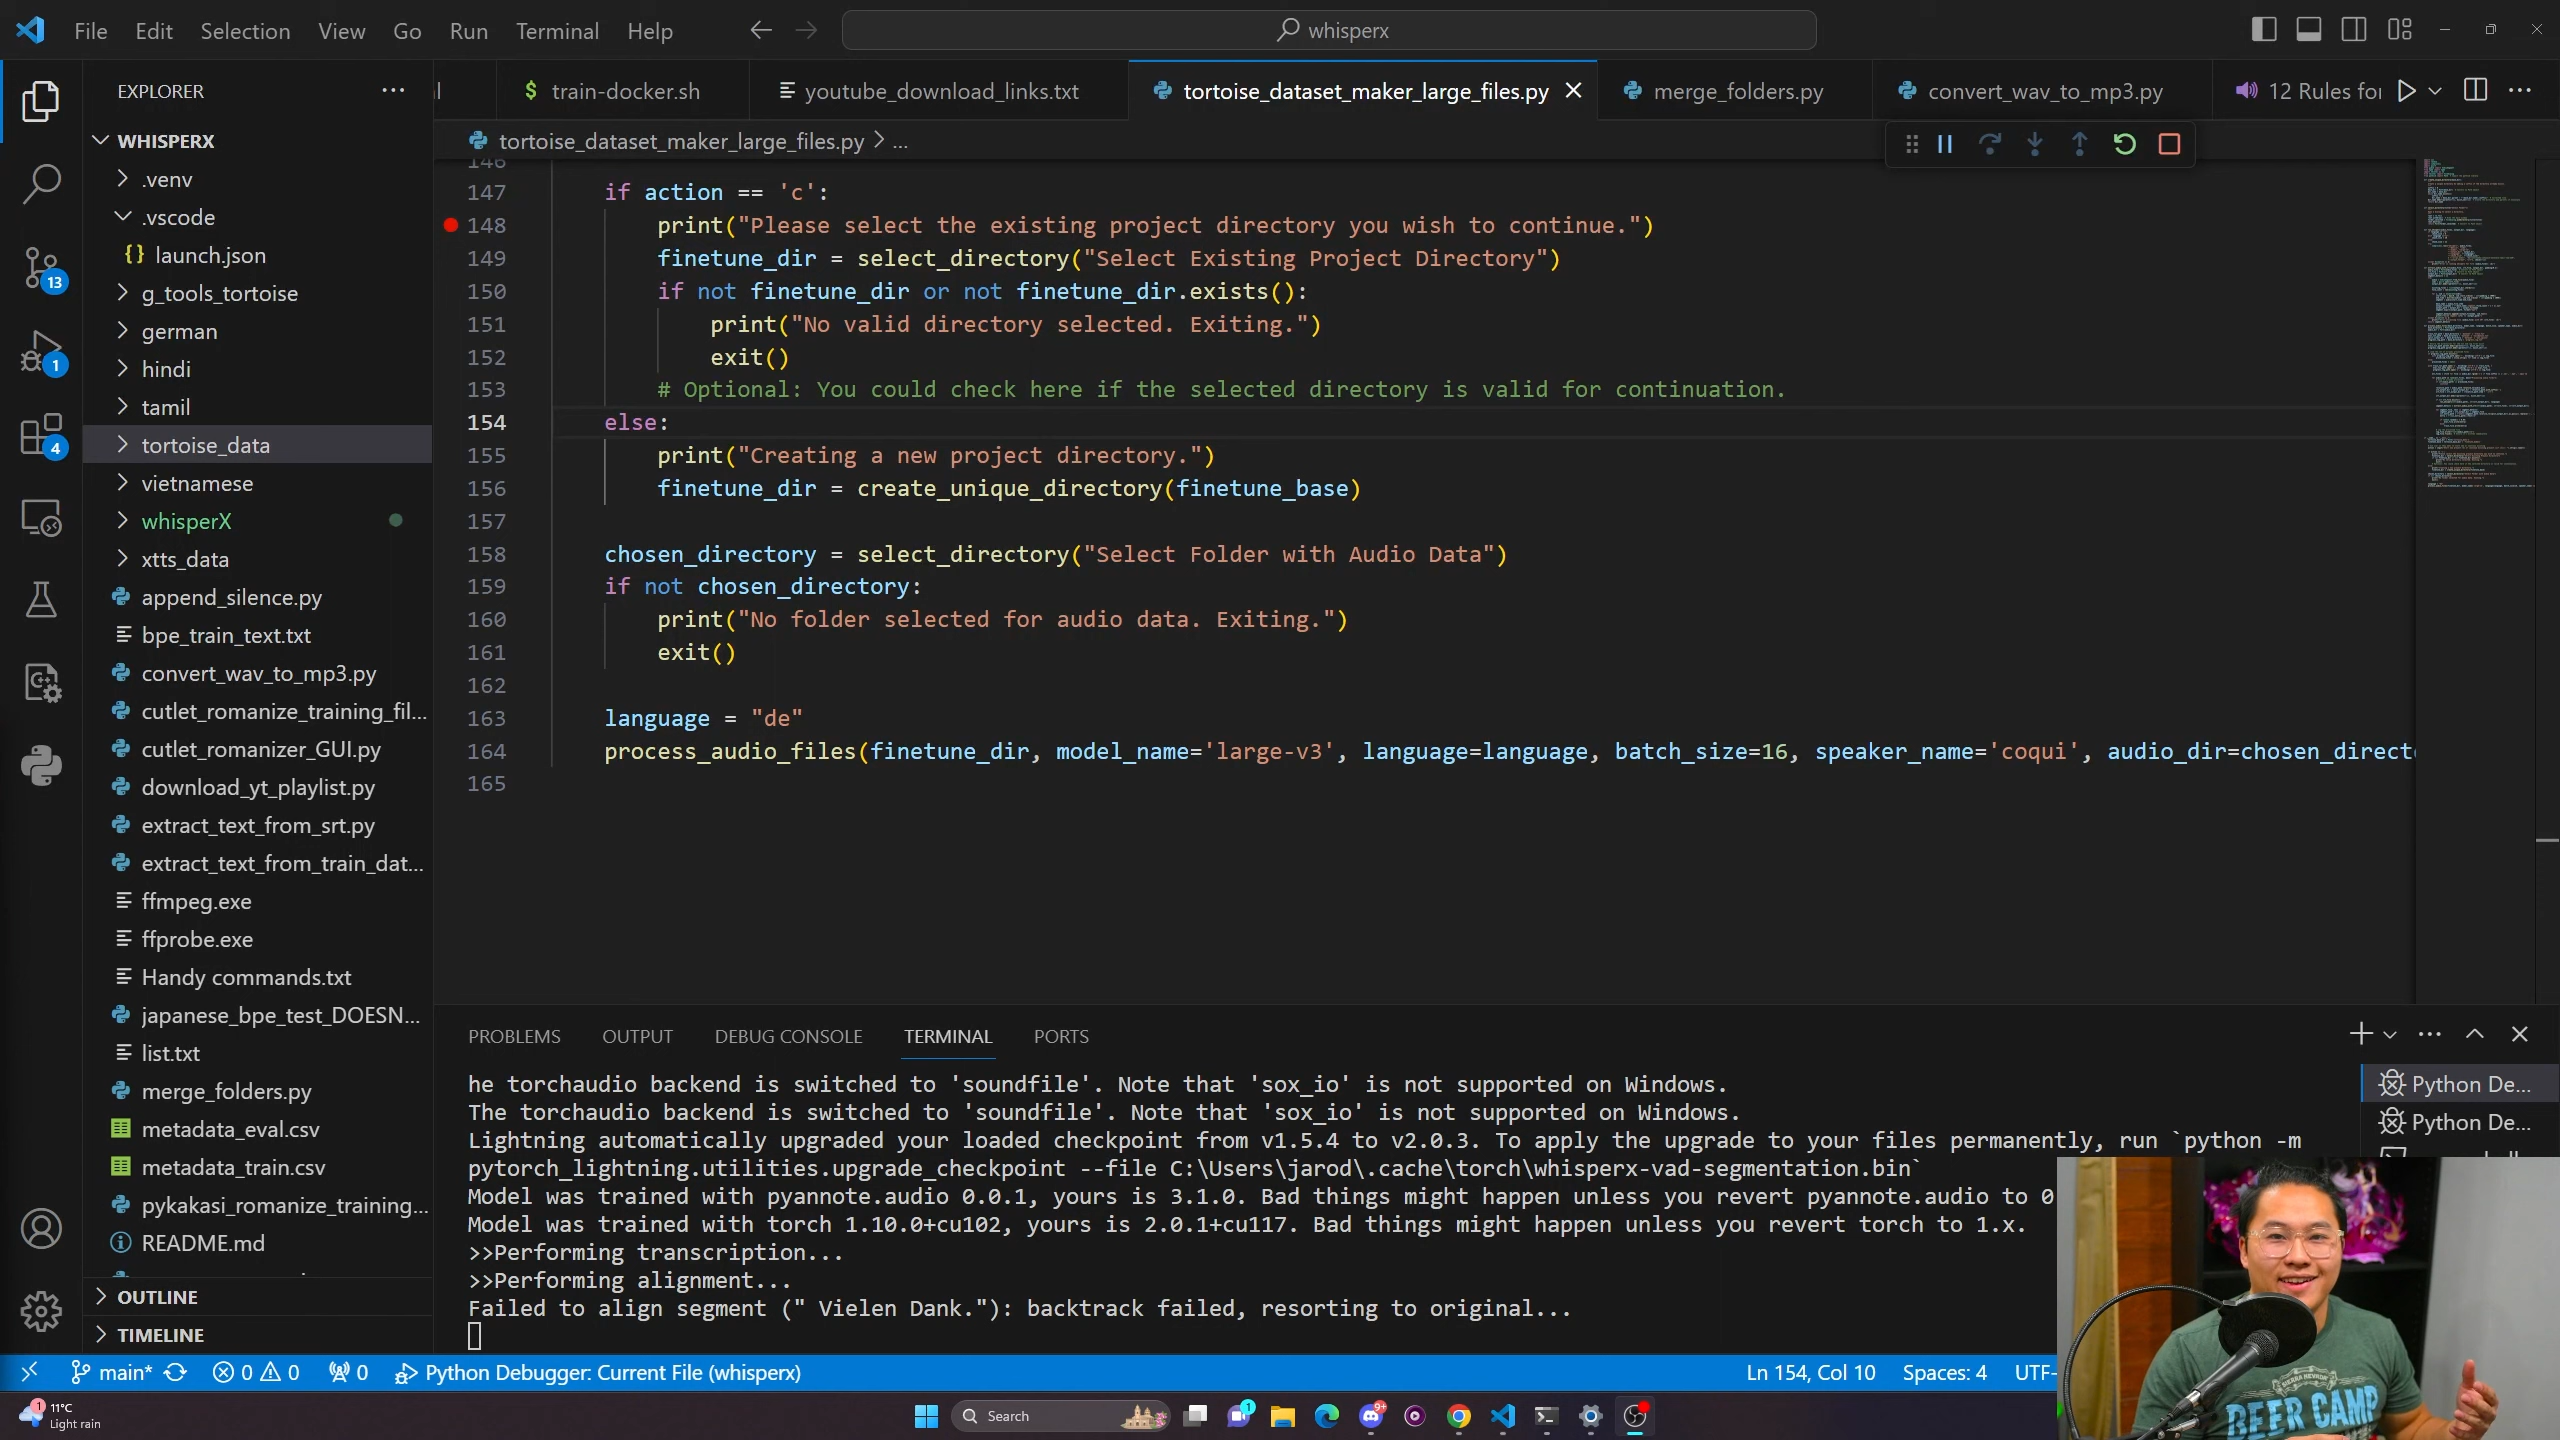 File Edit Selection View Go Run Terminal Help
whisperx
EXPLORER
train-docker.sh
youtube_download_links.txt
tortoise_dataset_maker_large_files.py
merge_folders.py
convert_wav_to_mp3.py
12 Rules for
WHISPERX
.venv
.vscode
launch.json
g_tools_tortoise
german
hindi
tamil
tortoise_data
vietnamese
whisperX
xtts_data
append_silence.py
bpe_train_text.txt
convert_wav_to_mp3.py
cutlet_romanize_training_fil...
cutlet_romanizer_GUI.py
download_yt_playlist.py
extract_text_from_srt.py
extract_text_from_train_dat...
ffmpeg.exe
ffprobe.exe
Handy commands.txt
japanese_bpe_test_DOESN...
list.txt
merge_folders.py
metadata_eval.csv
metadata_train.csv
pykakasi_romanize_training...
README.md
OUTLINE
TIMELINE
13
1
4
tortoise_dataset_maker_large_files.py > ...
146
147 if action == 'c':
148 print("Please select the existing project directory you wish to continue.")
149 finetune_dir = select_directory("Select Existing Project Directory")
150 if not finetune_dir or not finetune_dir.exists():
151 print("No valid directory selected. Exiting.")
152 exit()
153 # Optional: You could check here if the selected directory is valid for continuation.
154 else:
155 print("Creating a new project directory.")
156 finetune_dir = create_unique_directory(finetune_base)
157
158 chosen_directory = select_directory("Select Folder with Audio Data")
159 if not chosen_directory:
160 print("No folder selected for audio data. Exiting.")
161 exit()
162
163 language = "de"
164 process_audio_files(finetune_dir, model_name='large-v3', language=language, batch_size=16, speaker_name='coqui', audio_dir=chosen_direct
165
PROBLEMS OUTPUT DEBUG CONSOLE TERMINAL PORTS
he torchaudio backend is switched to 'soundfile'. Note that 'sox_io' is not supported on Windows.
The torchaudio backend is switched to 'soundfile'. Note that 'sox_io' is not supported on Windows.
Lightning automatically upgraded your loaded checkpoint from v1.5.4 to v2.0.3. To apply the upgrade to your files permanently, run `python -m
pytorch_lightning.utilities.upgrade_checkpoint --file C:\Users\jarod\.cache\torch\whisperx-vad-segmentation.bin`
Model was trained with pyannote.audio 0.0.1, yours is 3.1.0. Bad things might happen unless you revert pyannote.audio to 0
Model was trained with torch 1.10.0+cu102, yours is 2.0.1+cu117. Bad things might happen unless you revert torch to 1.x.
>>Performing transcription...
>>Performing alignment...
Failed to align segment (" Vielen Dank."): backtrack failed, resorting to original...
Python De...
Python De...
SIERRA NEVADA
BEER CAMP
main* 0 0 0 Python Debugger: Current File (whisperx)
Ln 154, Col 10 Spaces: 4 UTF-
1
11°C
Light rain
Search
1
9+